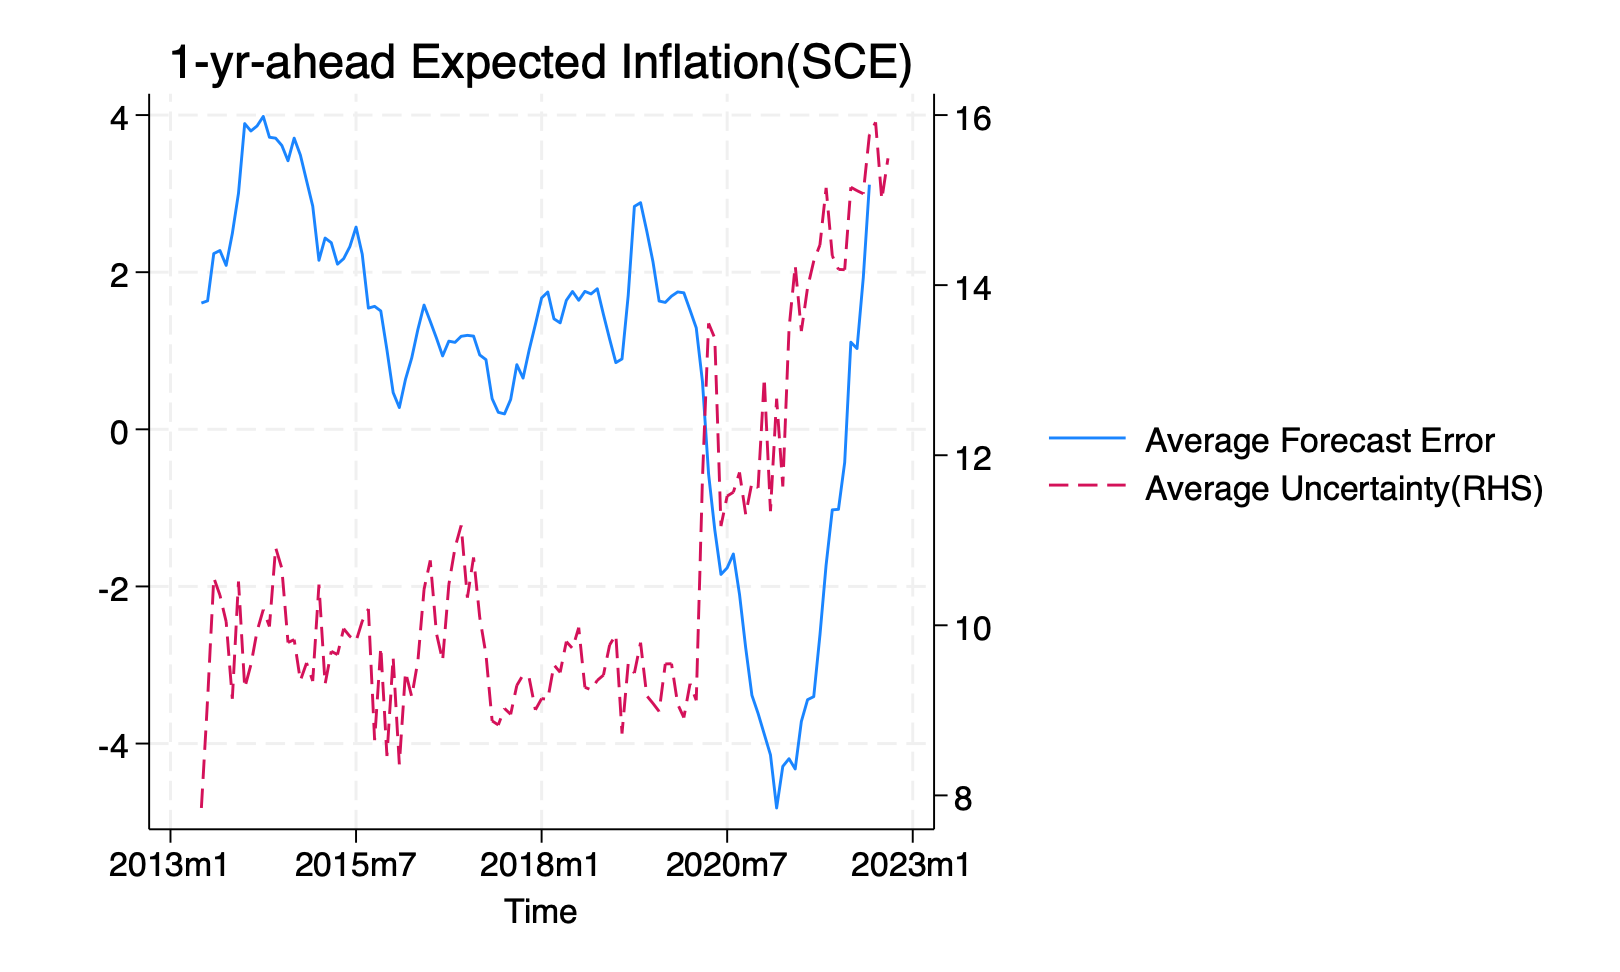 1-yr-ahead Expected Inflation(SCE)
4
2
0
-2
-4
16
14
12
10
8
2013m1 2015m7 2018m1 2020m7 2023m1
Time
Average Forecast Error
Average Uncertainty(RHS)